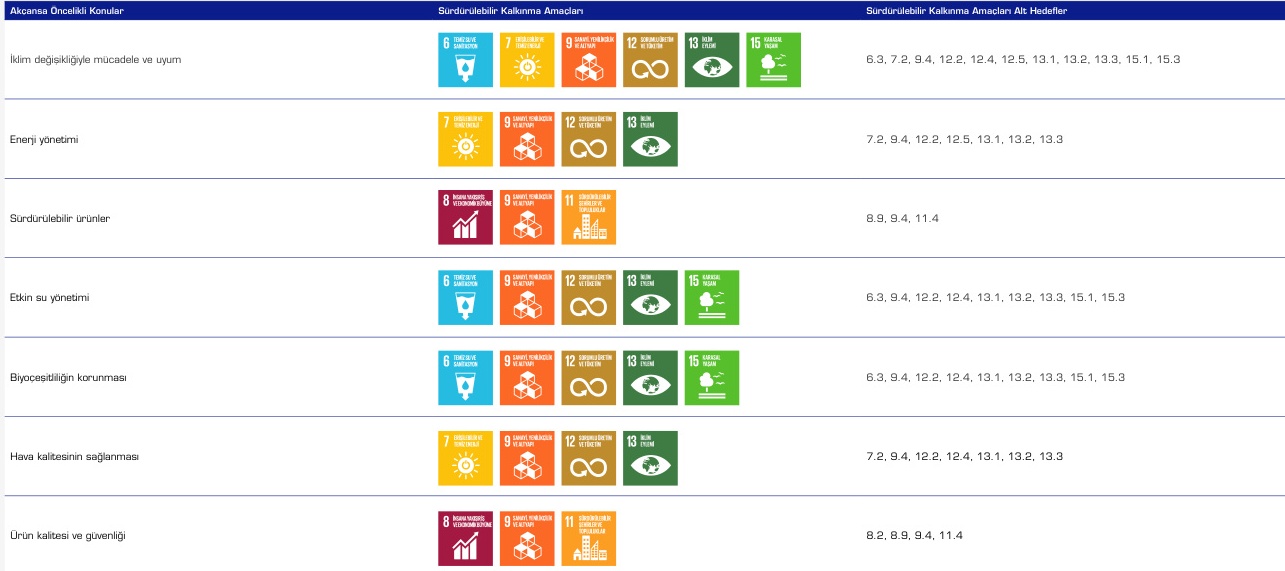 Akçansa Öncelikli Konular Sürdürülebilir Kalkınma Amaçları Sürdürülebilir Kalkınma Amaçları Alt Hedefler
İklim değişikliğiyle mücadele ve uyum
6 TEMİZ SU VE SANİTASYON
7 ERİŞİLEBİLİR VE TEMİZ ENERJİ
9 SANAYİ, YENİLİKÇİLİK VE ALTYAPI
12 SORUMLU ÜRETİM VE TÜKETİM
13 İKLİM EYLEMİ
15 KARASAL YAŞAM
6.3, 7.2, 9.4, 12.2, 12.4, 12.5, 13.1, 13.2, 13.3, 15.1, 15.3
Enerji yönetimi
7 ERİŞİLEBİLİR VE TEMİZ ENERJİ
9 SANAYİ, YENİLİKÇİLİK VE ALTYAPI
12 SORUMLU ÜRETİM VE TÜKETİM
13 İKLİM EYLEMİ
7.2, 9.4, 12.2, 12.5, 13.1, 13.2, 13.3
Sürdürülebilir ürünler
8 İNSANA YAKIŞIR İŞ VE EKONOMİK BÜYÜME
9 SANAYİ, YENİLİKÇİLİK VE ALTYAPI
11 SÜRDÜRÜLEBİLİR ŞEHİRLER VE TOPLULUKLAR
8.9, 9.4, 11.4
Etkin su yönetimi
6 TEMİZ SU VE SANİTASYON
9 SANAYİ, YENİLİKÇİLİK VE ALTYAPI
12 SORUMLU ÜRETİM VE TÜKETİM
13 İKLİM EYLEMİ
15 KARASAL YAŞAM
6.3, 9.4, 12.2, 12.4, 13.1, 13.2, 13.3, 15.1, 15.3
Biyoçeşitliliğin korunması
6 TEMİZ SU VE SANİTASYON
9 SANAYİ, YENİLİKÇİLİK VE ALTYAPI
12 SORUMLU ÜRETİM VE TÜKETİM
13 İKLİM EYLEMİ
15 KARASAL YAŞAM
6.3, 9.4, 12.2, 12.4, 13.1, 13.2, 13.3, 15.1, 15.3
Hava kalitesinin sağlanması
7 ERİŞİLEBİLİR VE TEMİZ ENERJİ
9 SANAYİ, YENİLİKÇİLİK VE ALTYAPI
12 SORUMLU ÜRETİM VE TÜKETİM
13 İKLİM EYLEMİ
7.2, 9.4, 12.2, 12.4, 13.1, 13.2, 13.3
Ürün kalitesi ve güvenliği
8 İNSANA YAKIŞIR İŞ VE EKONOMİK BÜYÜME
9 SANAYİ, YENİLİKÇİLİK VE ALTYAPI
11 SÜRDÜRÜLEBİLİR ŞEHİRLER VE TOPLULUKLAR
8.2, 8.9, 9.4, 11.4